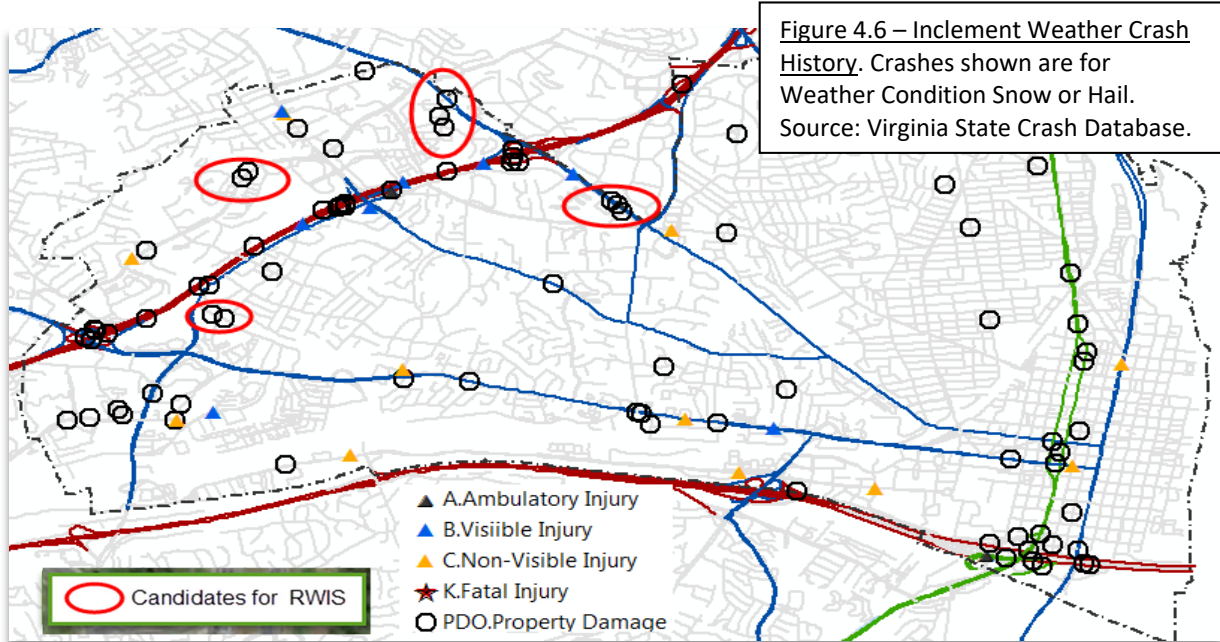 Figure 4.6 – Inclement Weather Crash
History. Crashes shown are for
Weather Condition Snow or Hail.
Source: Virginia State Crash Database.
A.Ambulatory Injury
B.Visiible Injury
C.Non-Visible Injury
K.Fatal Injury
PDO.Property Damage
Candidates for RWIS